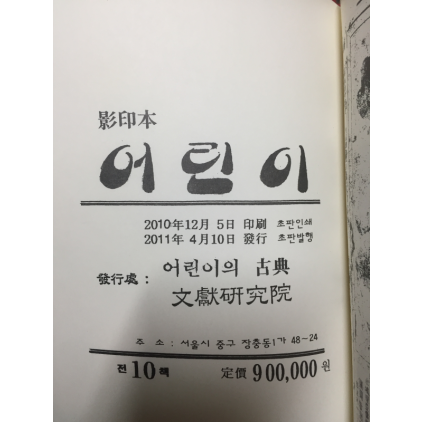 影印本
어린이
2010年12月 5日 印刷 초판인쇄
2011年 4月10日 發行 초판발행
發行處 : 어린이의 古典
文獻硏究院
주 소 : 서울시 중구 장충동1가 48~24
전 10 책 定價 900,000 원